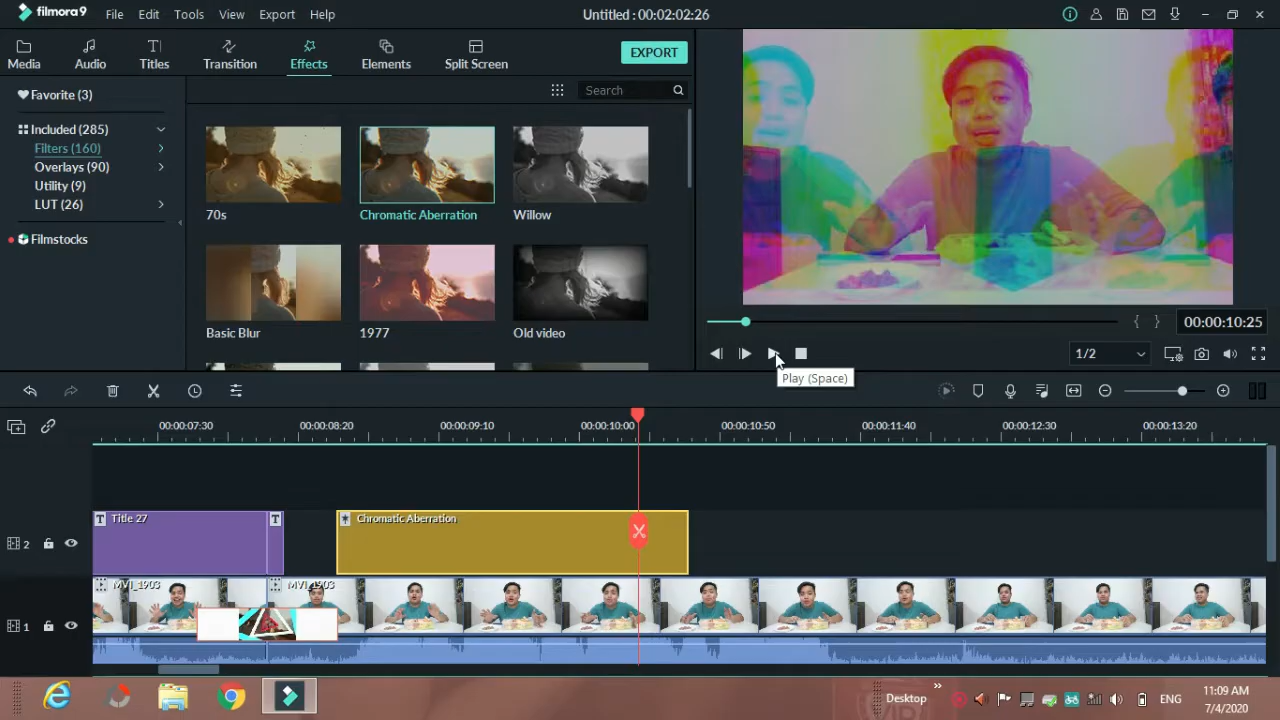 filmora9 File Edit Tools View Export Help Untitled : 00:02:02:26
Media Audio Titles Transition Effects Elements Split Screen EXPORT
Favorite (3)
Search
Included (285)
Filters (160)
Overlays (90)
Utility (9)
LUT (26)
Filmstocks
70s Chromatic Aberration Willow
Basic Blur 1977 Old video
{ } 00:00:10:25
1/2
Play (Space)
00:00:07:30 00:00:08:20 00:00:09:10 00:00:10:00 00:00:10:50 00:00:11:40 00:00:12:30 00:00:13:20
T Title 27 T Chromatic Aberration
2
MVI_1903 MVI_1903
1
Desktop » ENG 11:09 AM
7/4/2020